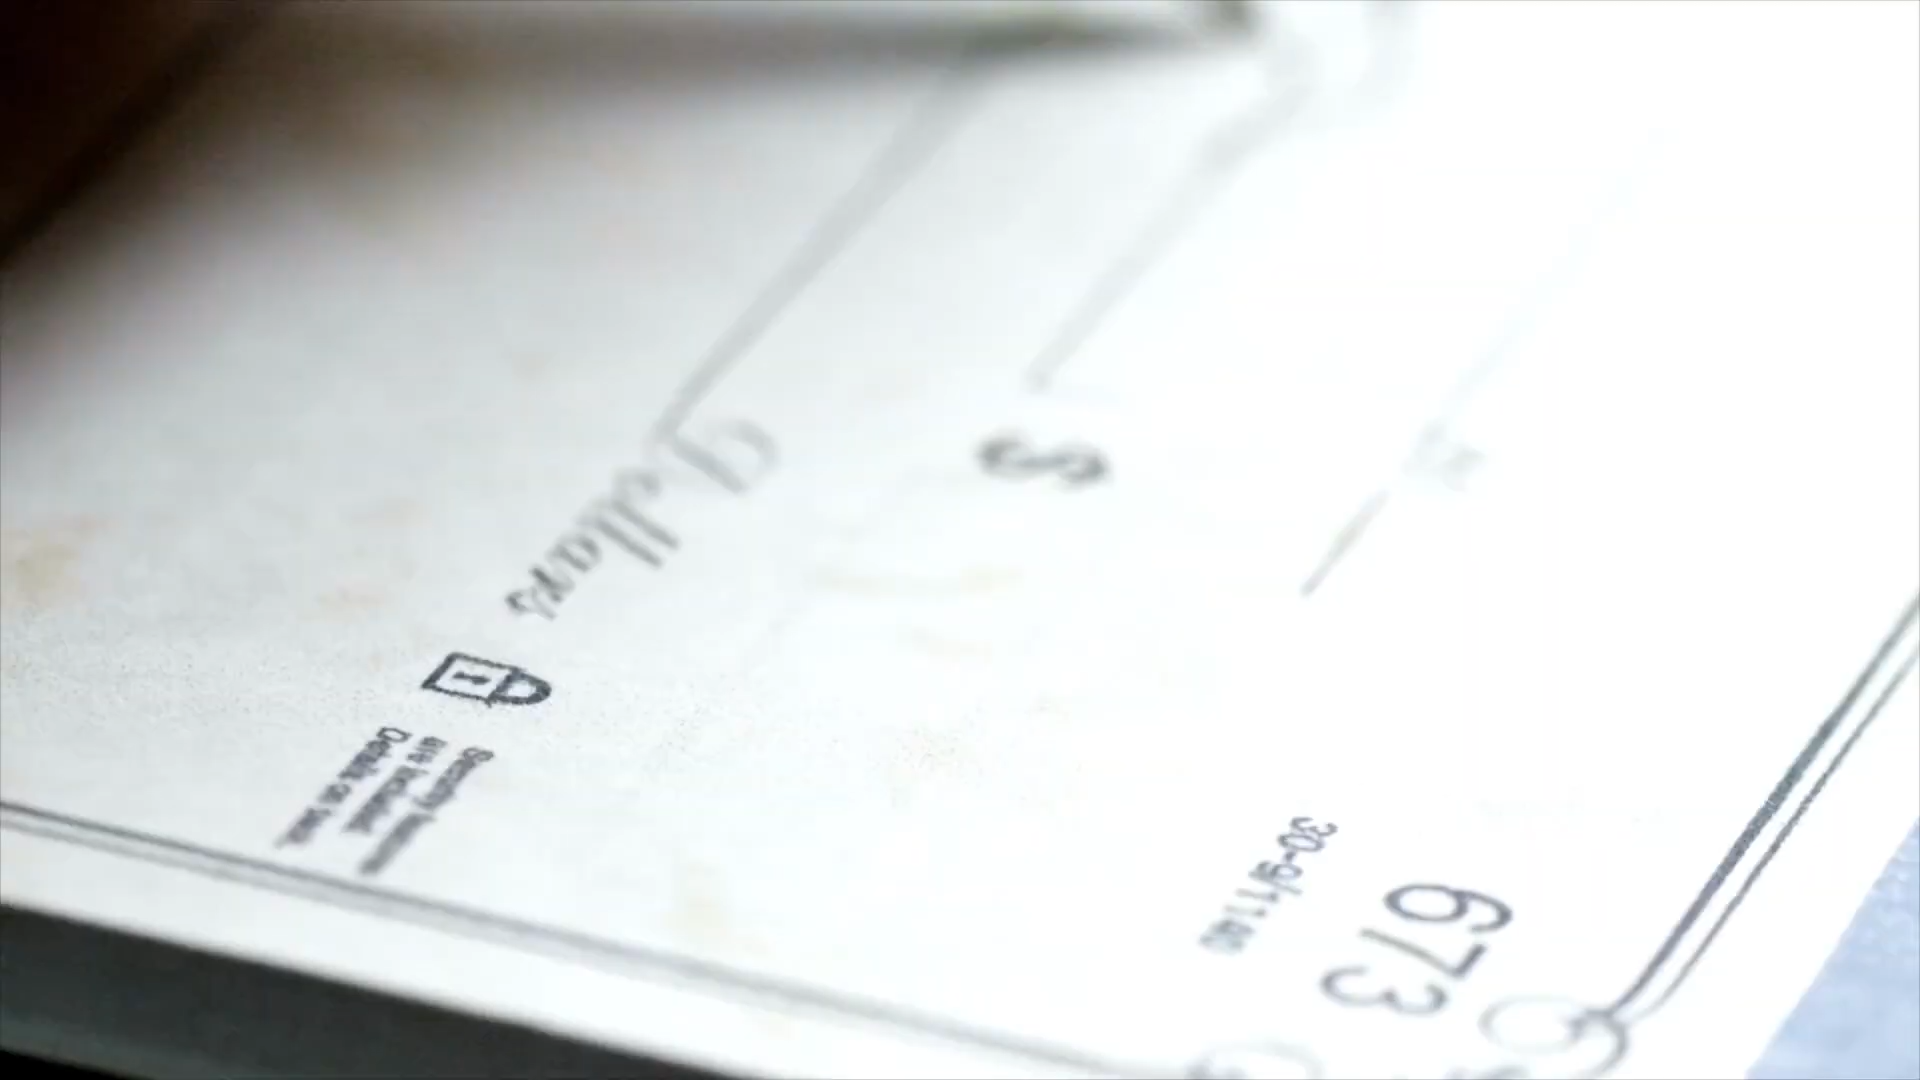 673
30-9/1140
$
Dollars
Security features
are included.
Details on back.